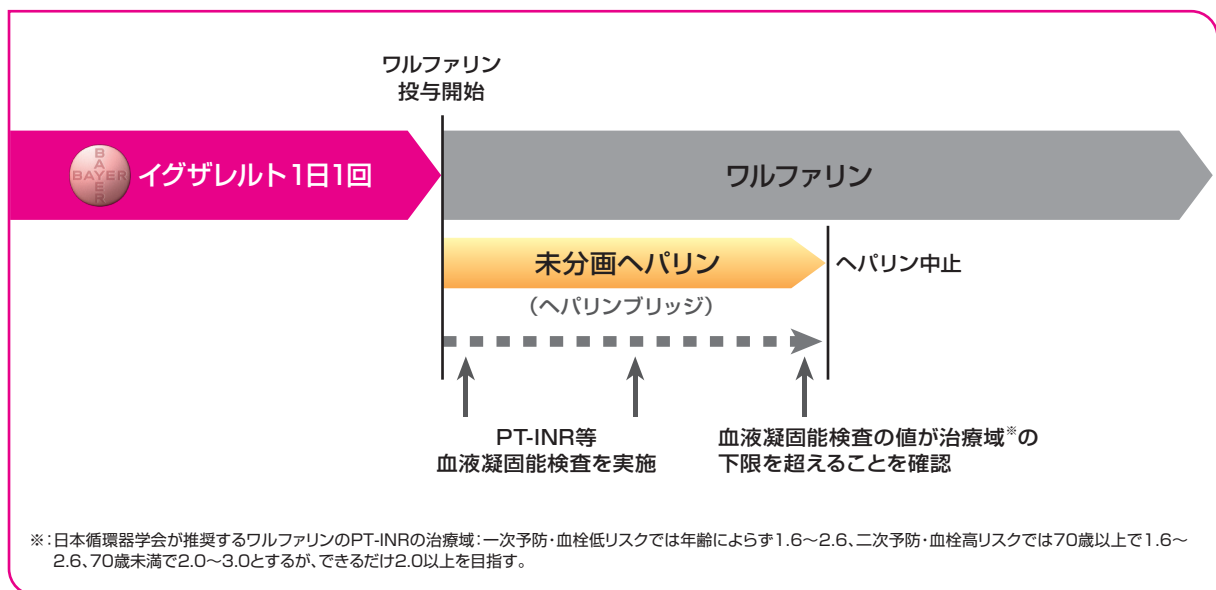 ワルファリン
投与開始
BAYER
BAYER
イグザレルト1日1回
ワルファリン
未分画ヘパリン
ヘパリン中止
（ヘパリンブリッジ）
PT-INR等
血液凝固能検査を実施
血液凝固能検査の値が治療域※の
下限を超えることを確認
※：日本循環器学会が推奨するワルファリンのPT-INRの治療域：一次予防・血栓低リスクでは年齢によらず1.6～2.6、二次予防・血栓高リスクでは70歳以上で1.6～
2.6、70歳未満で2.0～3.0とするが、できるだけ2.0以上を目指す。